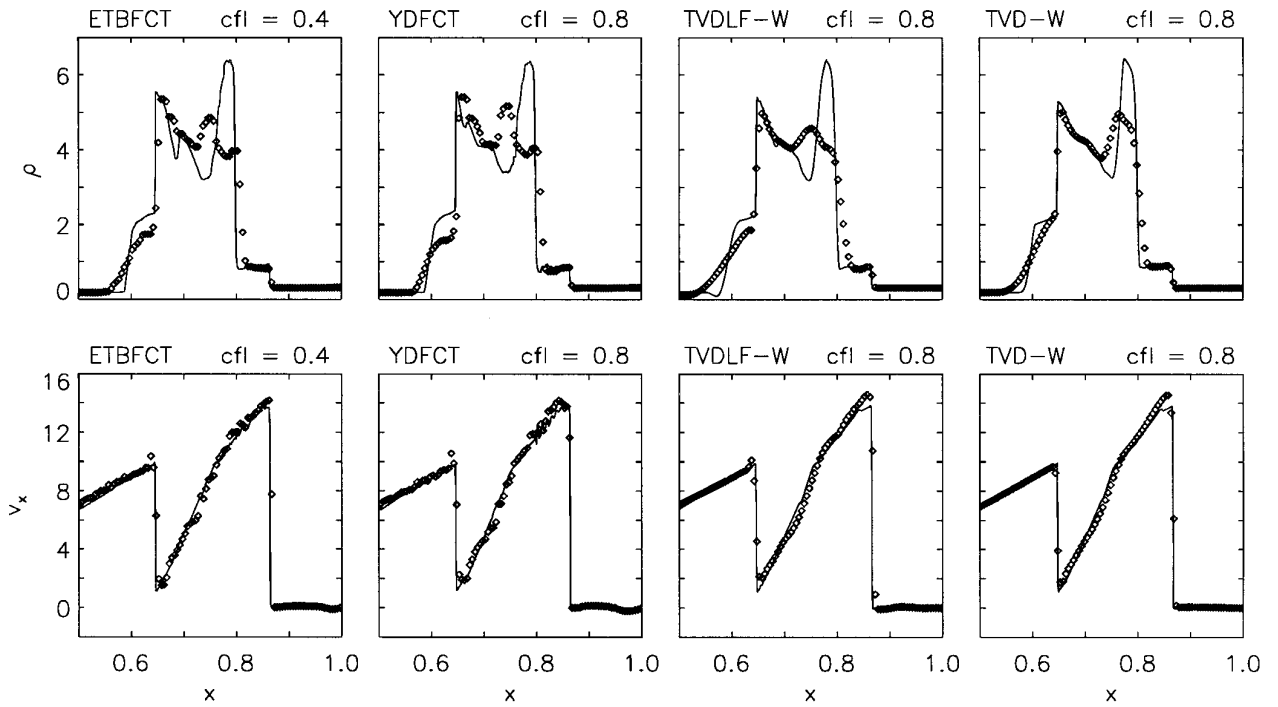 ETBFCT cfl = 0.4
YDFCT cfl = 0.8
TVDLF-W cfl = 0.8
TVD-W cfl = 0.8
ρ
6
4
2
0
ETBFCT cfl = 0.4
YDFCT cfl = 0.8
TVDLF-W cfl = 0.8
TVD-W cfl = 0.8
vx
16
12
8
4
0
0.6 0.8 1.0
0.6 0.8 1.0
0.6 0.8 1.0
0.6 0.8 1.0
x
x
x
x